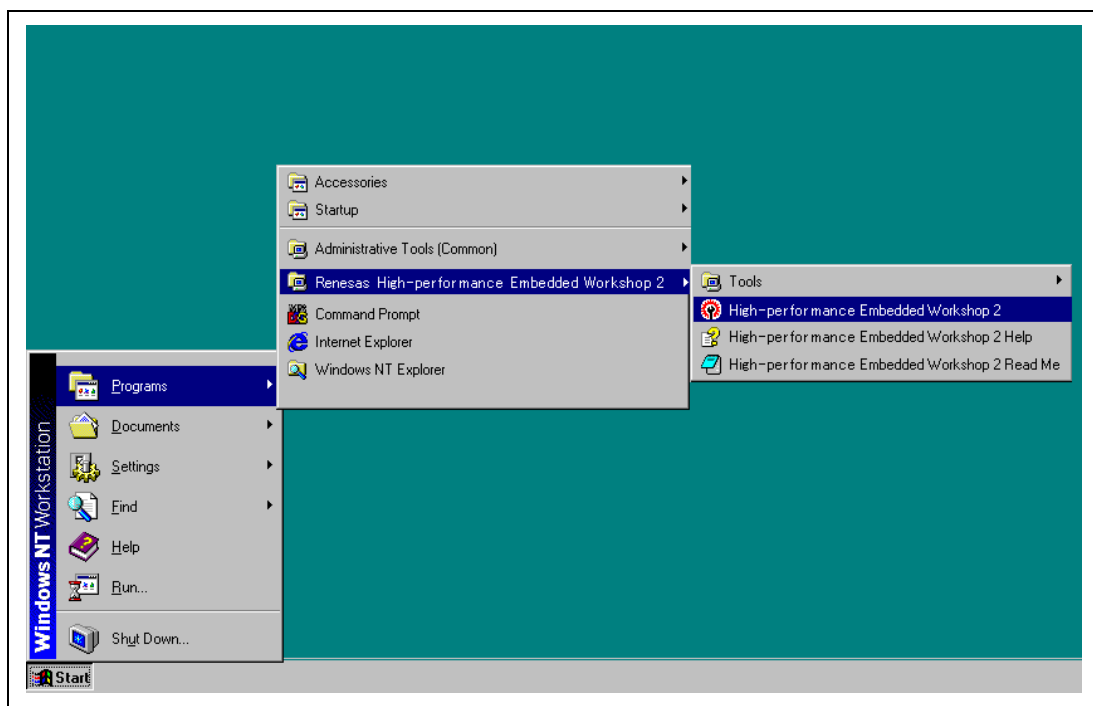 Accessories
Startup
Administrative Tools (Common)
Renesas High-performance Embedded Workshop 2
Command Prompt
Internet Explorer
Windows NT Explorer
Tools
High-performance Embedded Workshop 2
High-performance Embedded Workshop 2 Help
High-performance Embedded Workshop 2 Read Me
Programs
Documents
Settings
Find
Help
Run...
Shut Down...
Windows NT Workstation
Start